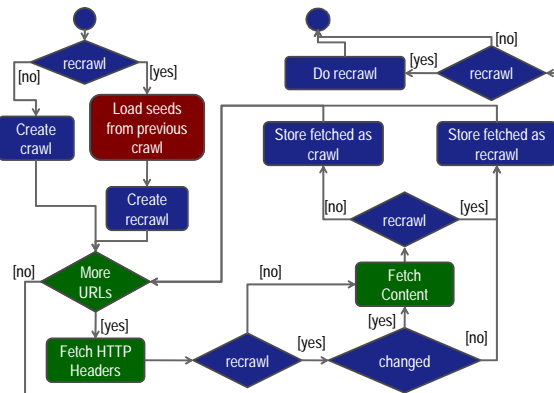 recrawl
[no]
[yes]
Create
crawl
Load seeds
from previous
crawl
Create
recrawl
[no]
More
URLs
[yes]
Fetch HTTP
Headers
recrawl
[no]
[yes]
changed
[yes]
[no]
Fetch
Content
recrawl
[no]
[yes]
Store fetched as
crawl
Store fetched as
recrawl
[no]
Do recrawl
[yes]
recrawl